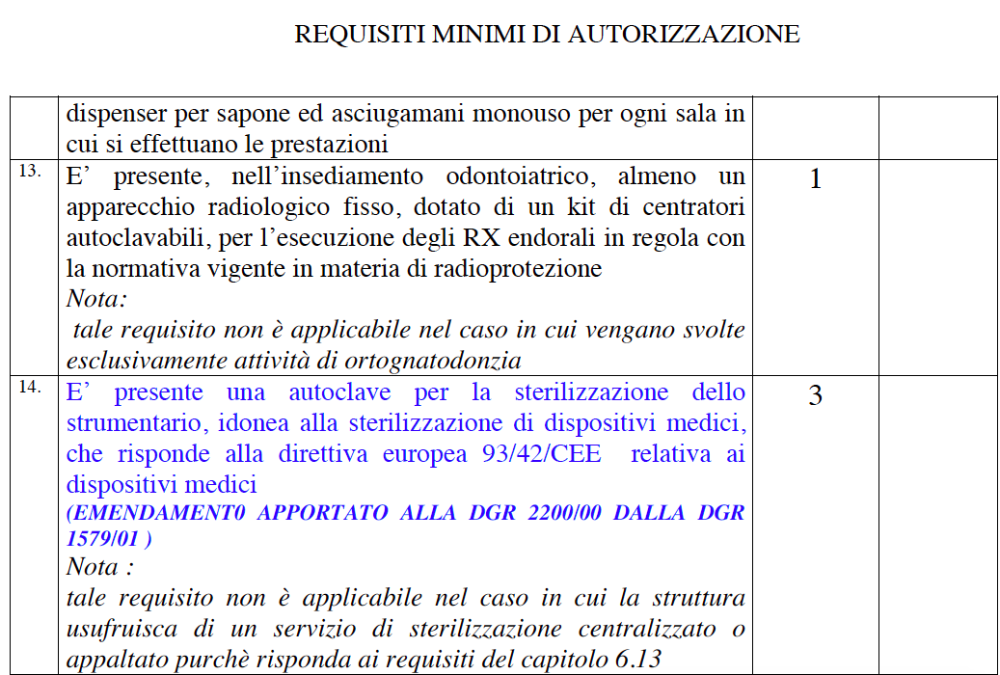 REQUISITI MINIMI DI AUTORIZZAZIONE
dispenser per sapone ed asciugamani monouso per ogni sala in
cui si effettuano le prestazioni
13. E’ presente, nell’insediamento odontoiatrico, almeno un 1
apparecchio radiologico fisso, dotato di un kit di centratori
autoclavabili, per l’esecuzione degli RX endorali in regola con
la normativa vigente in materia di radioprotezione
Nota:
tale requisito non è applicabile nel caso in cui vengano svolte
esclusivamente attività di ortognatodonzia
14. E’ presente una autoclave per la sterilizzazione dello 3
strumentario, idonea alla sterilizzazione di dispositivi medici,
che risponde alla direttiva europea 93/42/CEE relativa ai
dispositivi medici
(EMENDAMENT0 APPORTATO ALLA DGR 2200/00 DALLA DGR
1579/01 )
Nota :
tale requisito non è applicabile nel caso in cui la struttura
usufruisca di un servizio di sterilizzazione centralizzato o
appaltato purchè risponda ai requisiti del capitolo 6.13